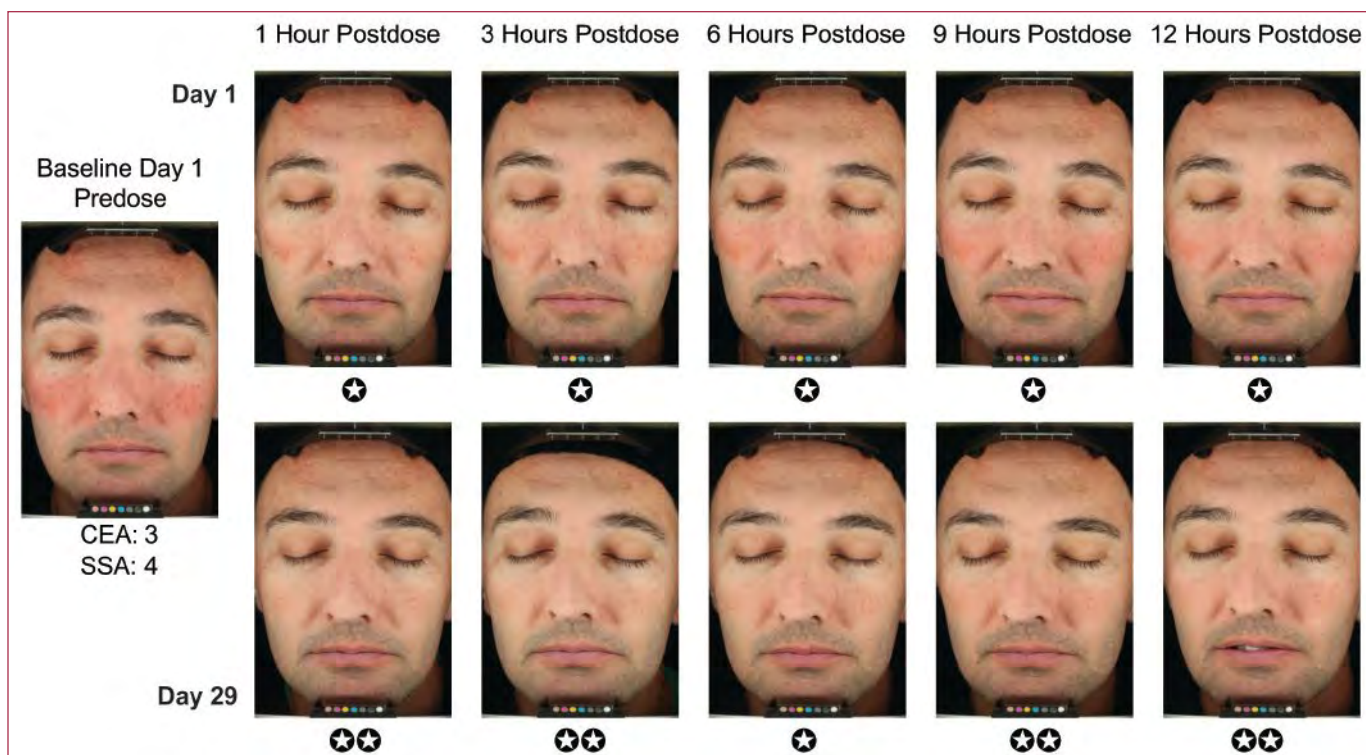 1 Hour Postdose 3 Hours Postdose 6 Hours Postdose 9 Hours Postdose 12 Hours Postdose
Day 1
Baseline Day 1
Predose
CEA: 3
SSA: 4
Day 29